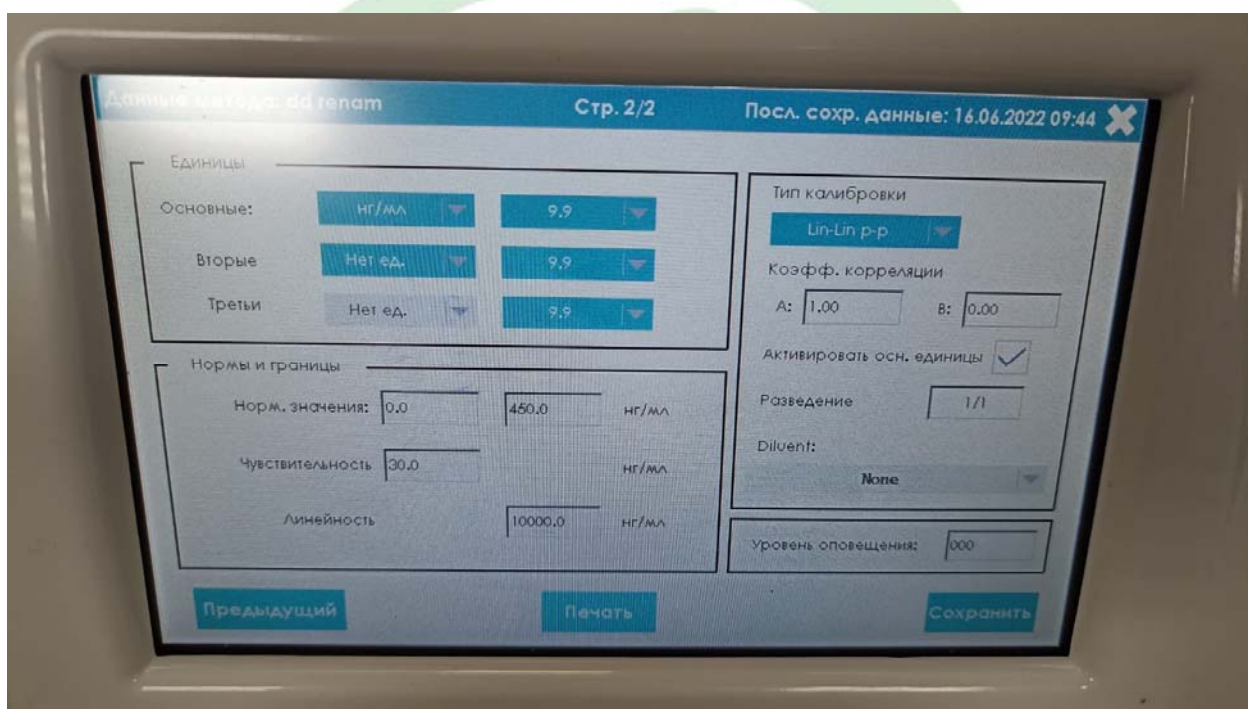 Данные метода: dd renam
Стр. 2/2
Посл. сохр. данные: 16.06.2022 09:44
Единицы
Основные: нг/мл 9.9
Вторые Нет ед. 9.9
Третьи Нет ед. 9.9
Нормы и границы
Норм. значения: 0.0 450.0 нг/мл
Чувствительность 30.0 нг/мл
Линейность 10000.0 нг/мл
Тип калибровки
Lin-Lin p-p
Коэфф. корреляции
A: 1.00 B: 0.00
Активировать осн. единицы
Разведение 1/1
Diluent:
None
Уровень оповещения: 000
Предыдущий
Печать
Сохранить